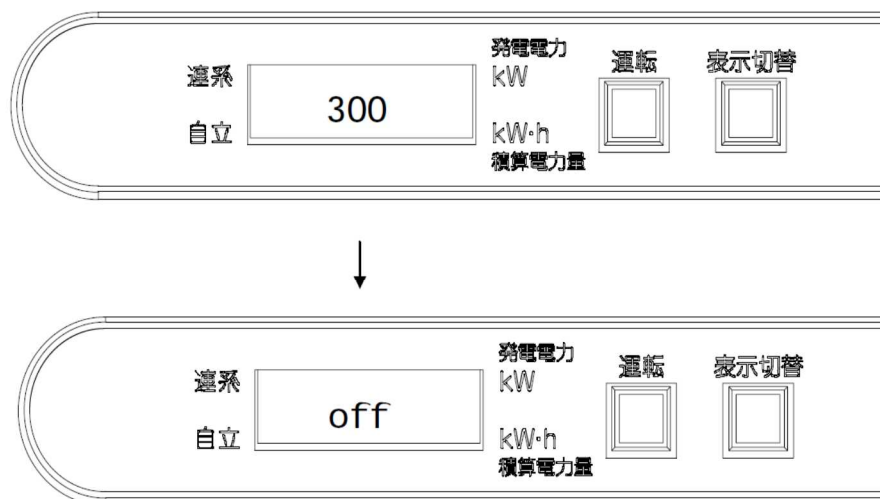 発電電力
連系 kW 運転 表示切替
300
自立 kW·h
積算電力量
↓
発電電力
連系 kW 運転 表示切替
off
自立 kW·h
積算電力量